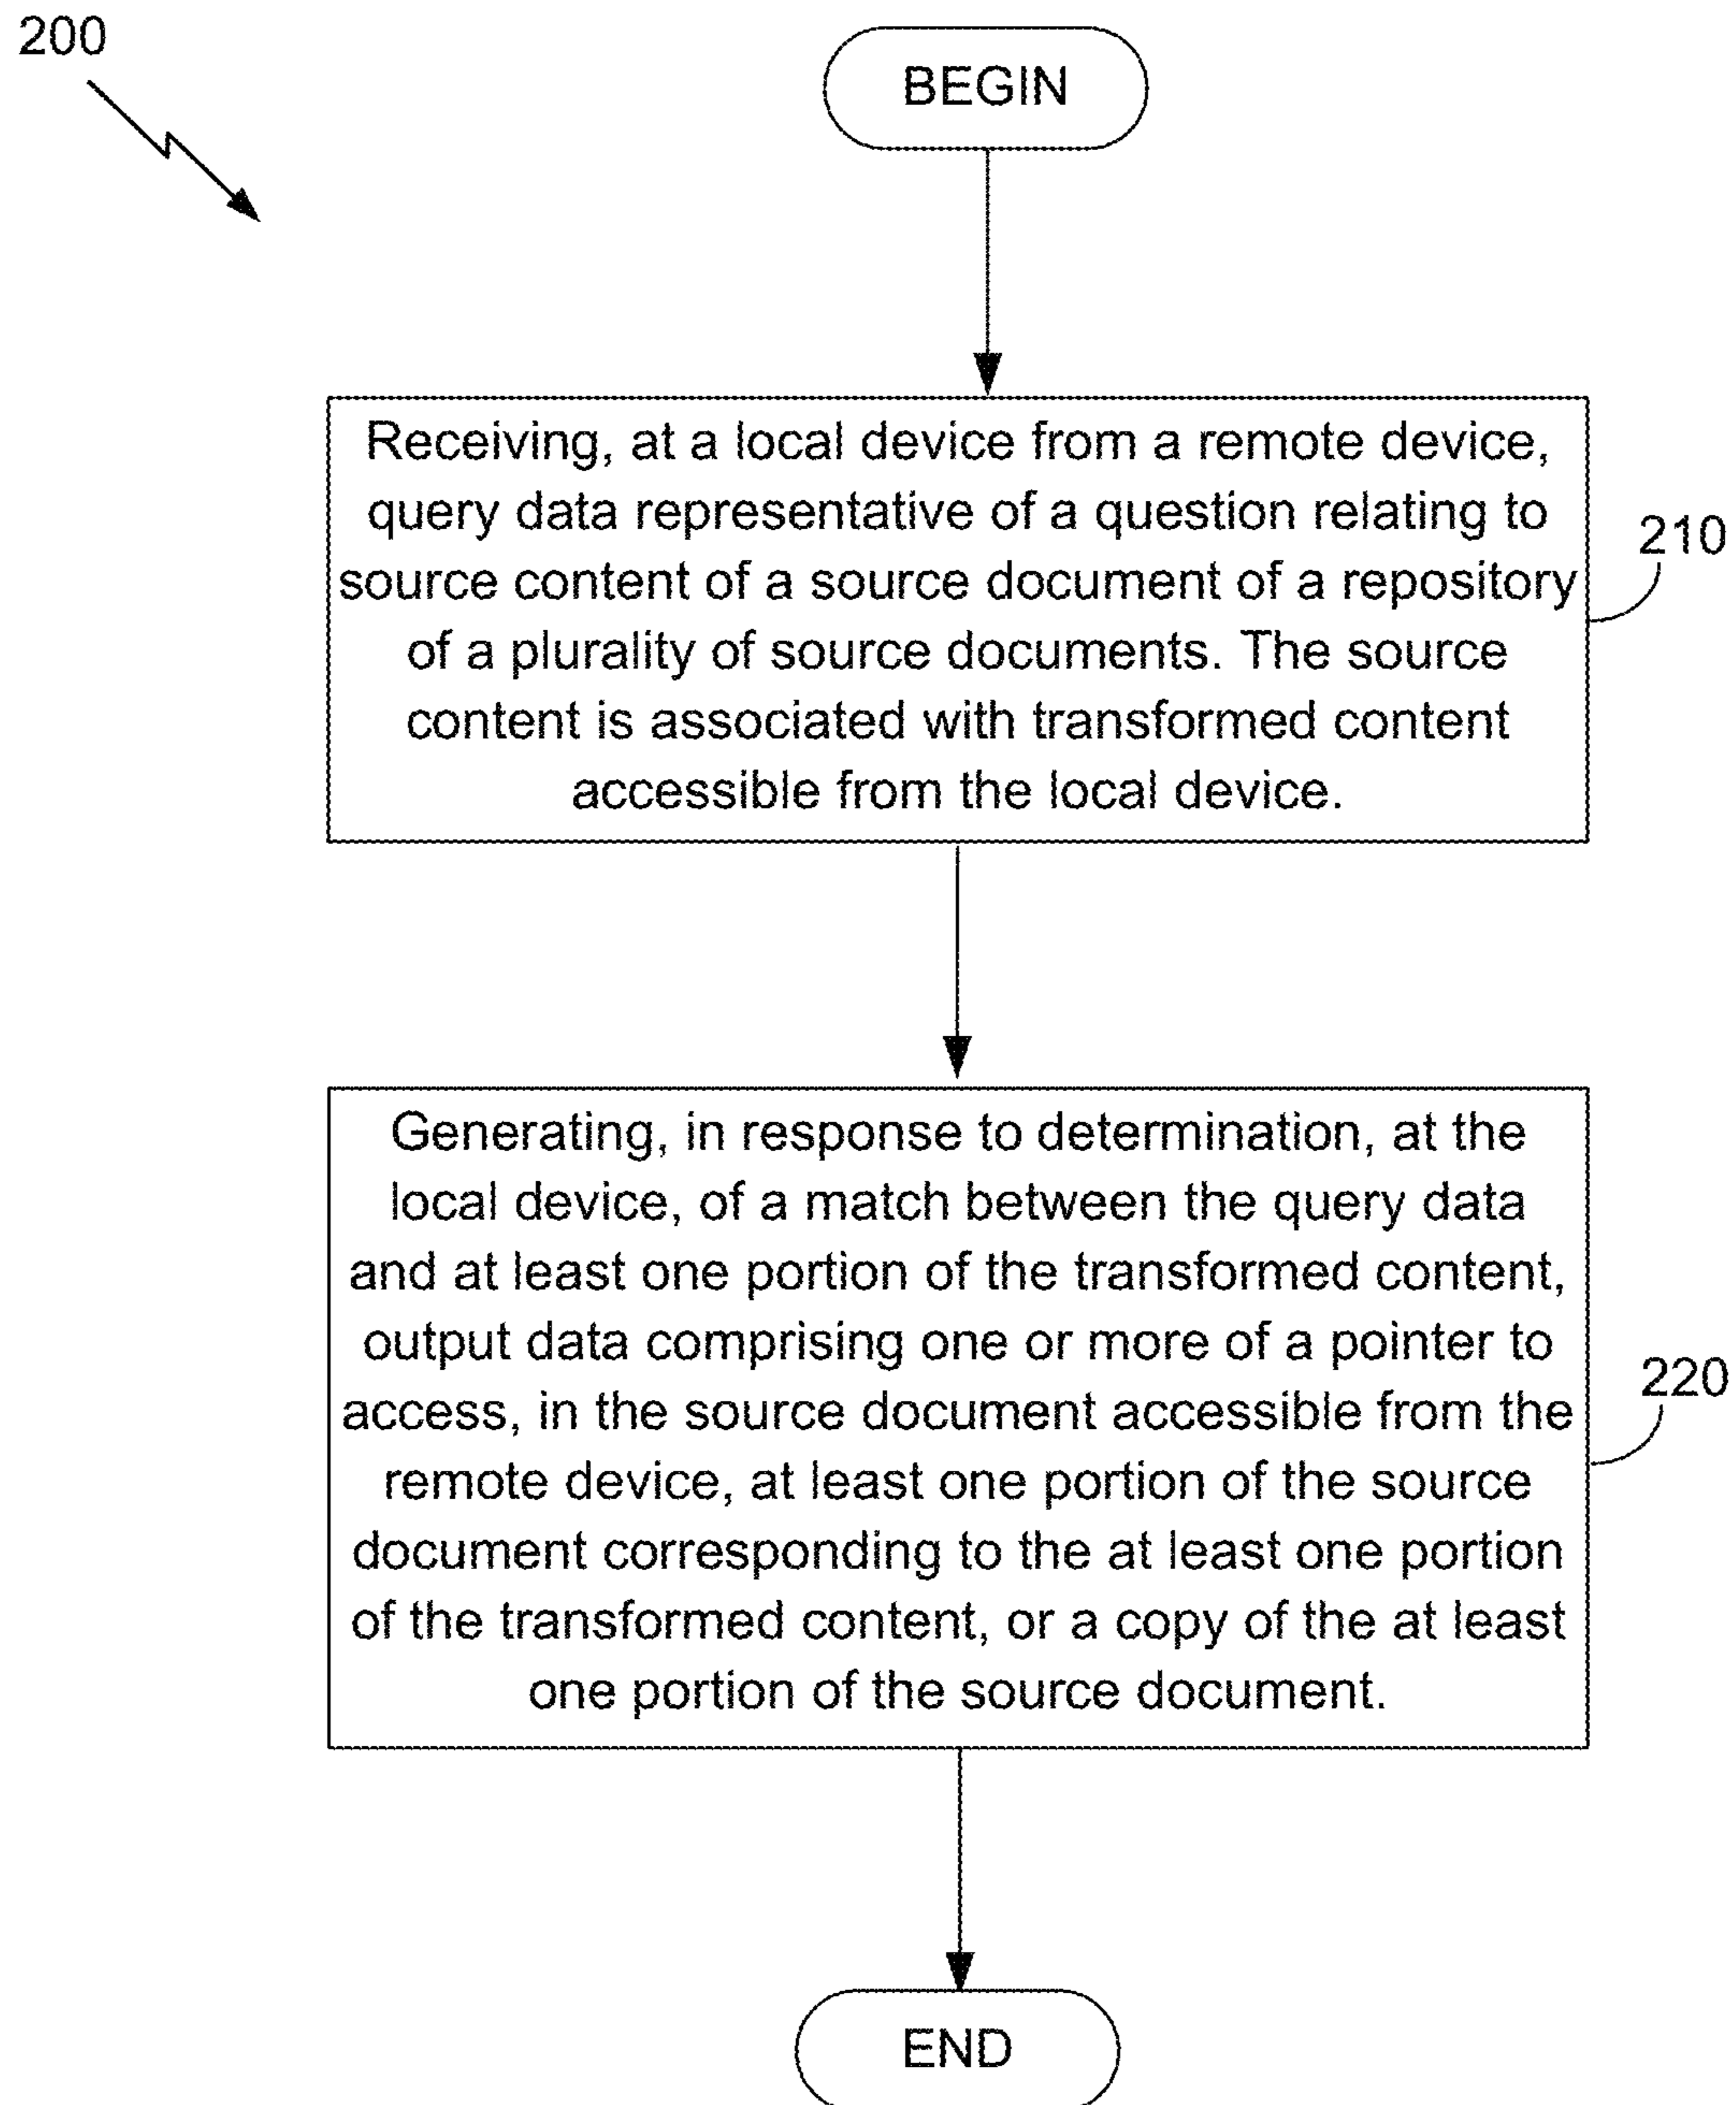 200
BEGIN
Receiving, at a local device from a remote device,
query data representative of a question relating to
source content of a source document of a repository
of a plurality of source documents. The source
content is associated with transformed content
accessible from the local device.
210
Generating, in response to determination, at the
local device, of a match between the query data
and at least one portion of the transformed content,
output data comprising one or more of a pointer to
access, in the source document accessible from the
remote device, at least one portion of the source
document corresponding to the at least one portion
of the transformed content, or a copy of the at least
one portion of the source document.
220
END